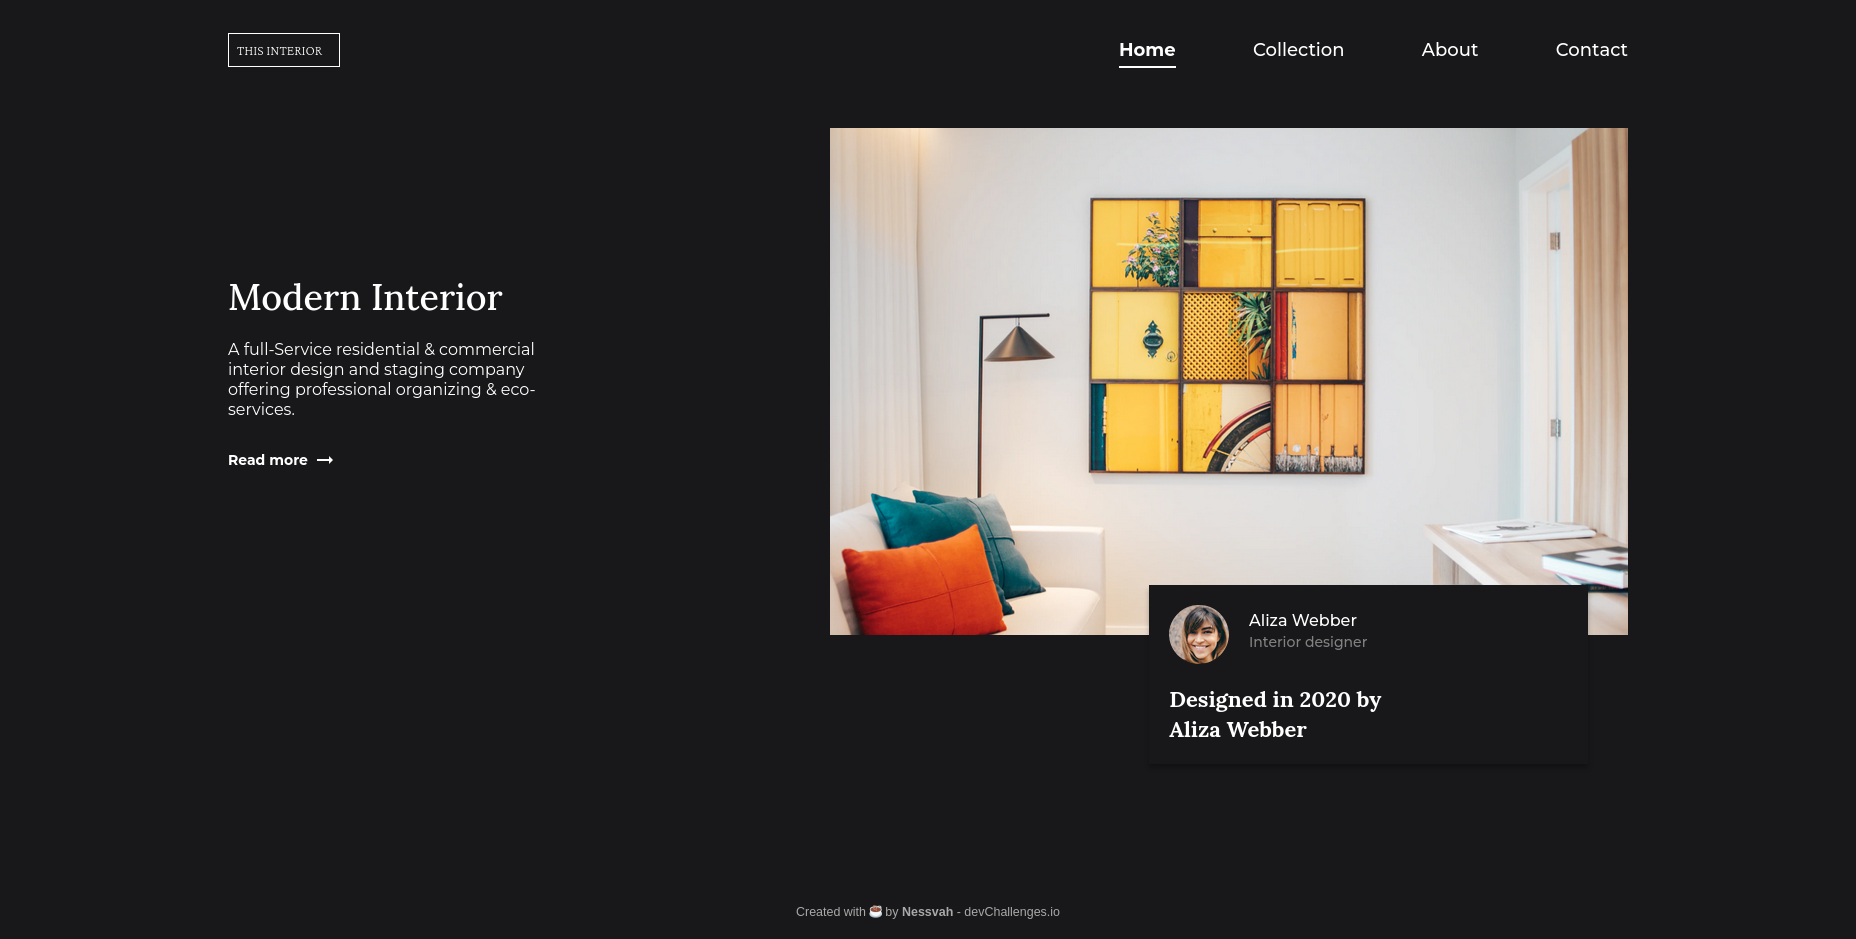 THIS INTERIOR
Home
Collection
About
Contact
Modern Interior
A full-Service residential & commercial
interior design and staging company
offering professional organizing & eco-
services.
Read more
Aliza Webber
Interior designer
Designed in 2020 by
Aliza Webber
Created with ☕ by Nessvah - devChallenges.io